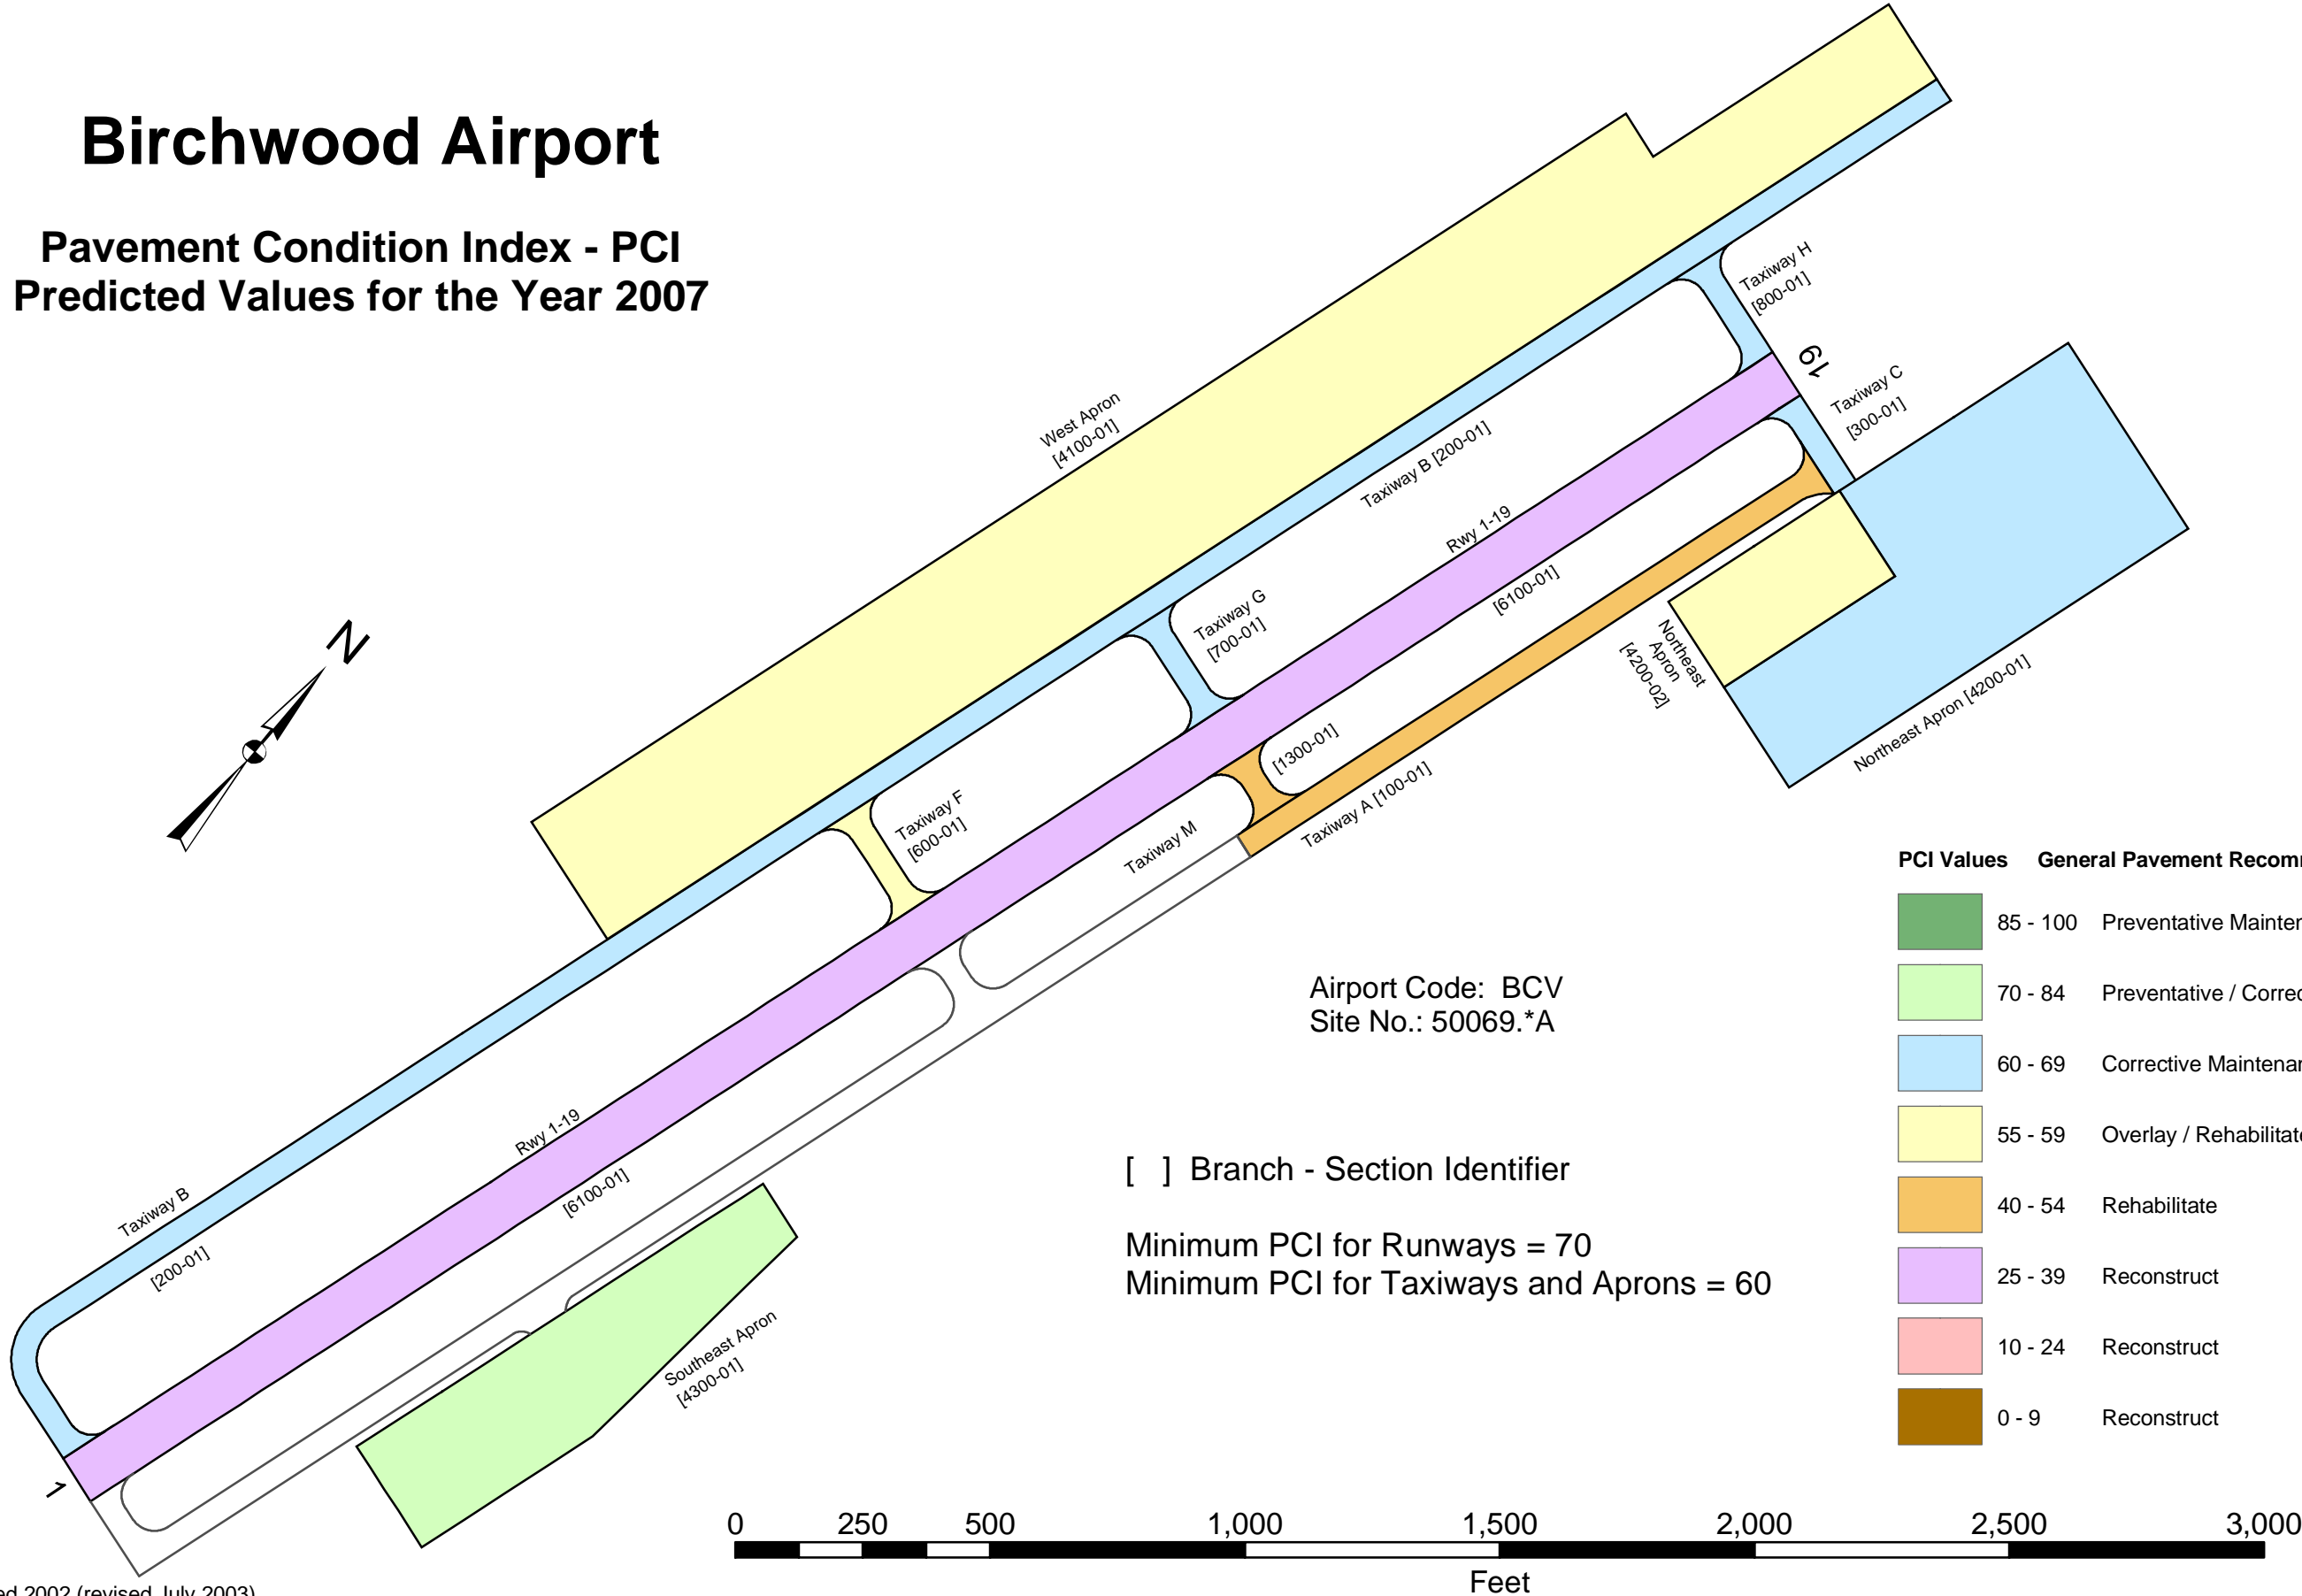 Birchwood Airport
Pavement Condition Index - PCI
Predicted Values for the Year 2007
N
West Apron
[4100-01]
Taxiway H
[800-01]
19
Taxiway C
[300-01]
Taxiway B [200-01]
Rwy 1-19
[6100-01]
Taxiway G
[700-01]
Northeast
Apron
[4200-02]
Northeast Apron [4200-01]
[1300-01]
Taxiway A [100-01]
Taxiway F
[600-01]
Taxiway M
Rwy 1-19
[6100-01]
Taxiway B
[200-01]
1
Southeast Apron
[4300-01]
Airport Code: BCV
Site No.: 50069.*A
[ ] Branch - Section Identifier
Minimum PCI for Runways = 70
Minimum PCI for Taxiways and Aprons = 60
PCI Values General Pavement
85 - 100 Preventative
70 - 84 Preventative /
60 - 69 Corrective
55 - 59 Overlay /
40 - 54 Rehabilitate
25 - 39 Reconstruct
10 - 24 Reconstruct
0 - 9 Reconstruct
0 250 500 1,000 1,500 2,000 2,500 3,000
Feet
2002 (revised July 2003)